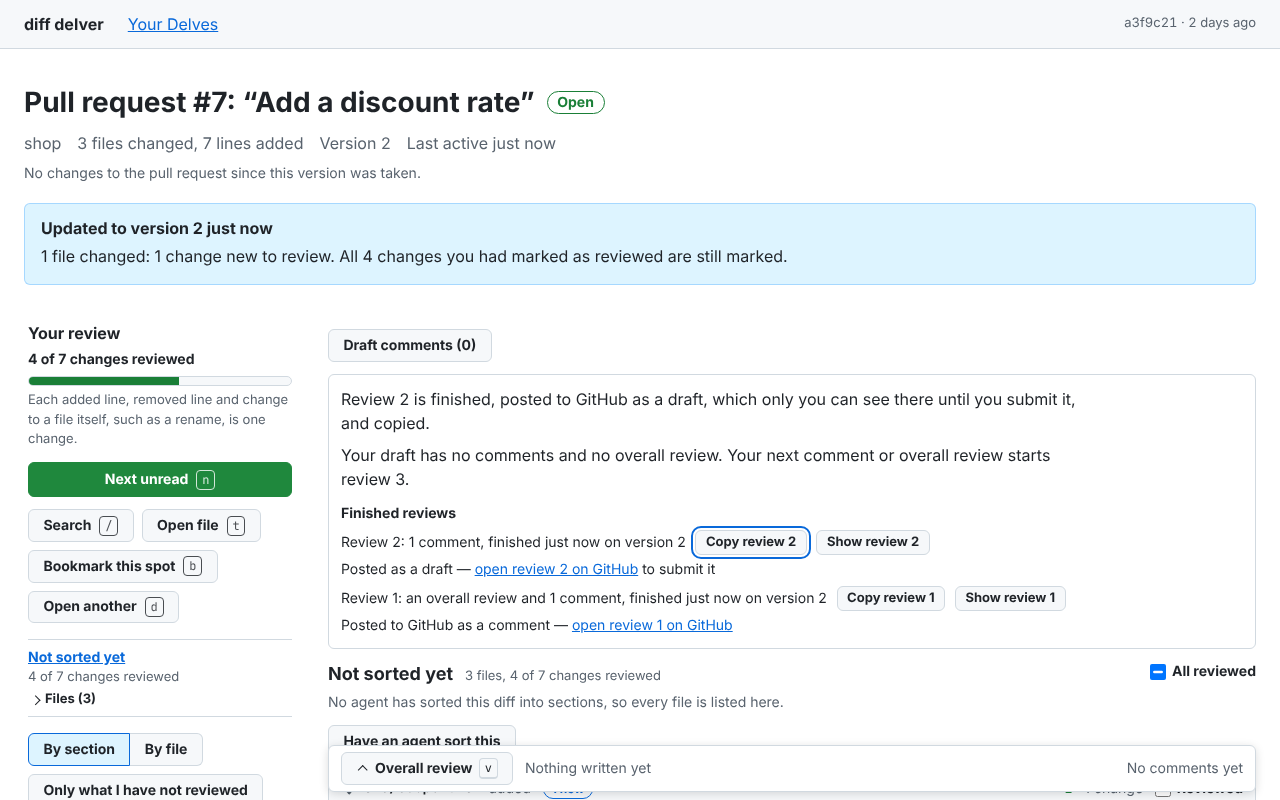 diff delver Your Delves a3f9c21 · 2 days ago
Pull request #7: “Add a discount rate” Open
shop 3 files changed, 7 lines added Version 2 Last active just now
No changes to the pull request since this version was taken.
Updated to version 2 just now
1 file changed: 1 change new to review. All 4 changes you had marked as reviewed are still marked.
Your review
4 of 7 changes reviewed
Each added line, removed line and change
to a file itself, such as a rename, is one
change.
Next unread n
Search / Open file t
Bookmark this spot b
Open another d
Not sorted yet
4 of 7 changes reviewed
Files (3)
By section By file
Only what I have not reviewed
Draft comments (0)
Review 2 is finished, posted to GitHub as a draft, which only you can see there until you submit it,
and copied.
Your draft has no comments and no overall review. Your next comment or overall review starts
review 3.
Finished reviews
Review 2: 1 comment, finished just now on version 2 Copy review 2 Show review 2
Posted as a draft — open review 2 on GitHub to submit it
Review 1: an overall review and 1 comment, finished just now on version 2 Copy review 1 Show review 1
Posted to GitHub as a comment — open review 1 on GitHub
Not sorted yet 3 files, 4 of 7 changes reviewed All reviewed
No agent has sorted this diff into sections, so every file is listed here.
Have an agent sort this
Overall review v Nothing written yet No comments yet